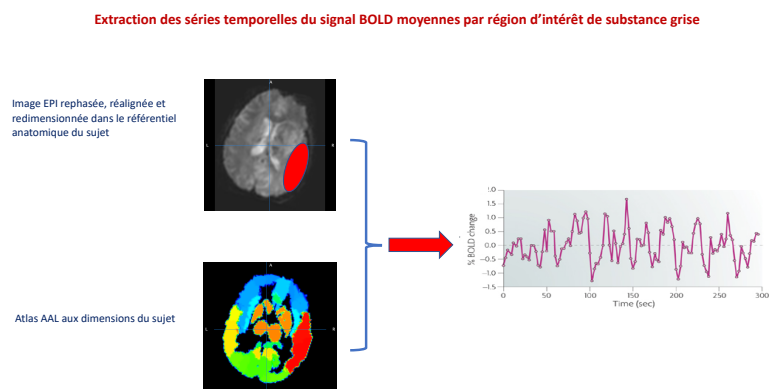 Extraction des séries temporelles du signal BOLD moyennes par région d'intérêt de substance grise
Image EPI rephasée, réalignée et
redimensionnée dans le référentiel
anatomique du sujet
A
L
R
Atlas AAL aux dimensions du sujet
A
L
R
% BOLD change
:.0
1.5
1.0
0.5
0.0
−0.5
−1.0
−1.5
0
50
100
150
200
250
300
Time (sec)